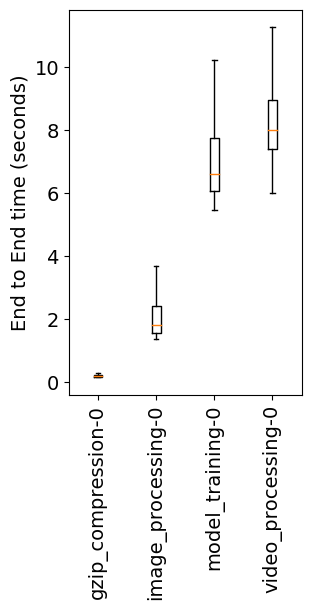 End to End time (seconds)
10
8
6
4
2
0
gzip_compression-0
image_processing-0
model_training-0
video_processing-0